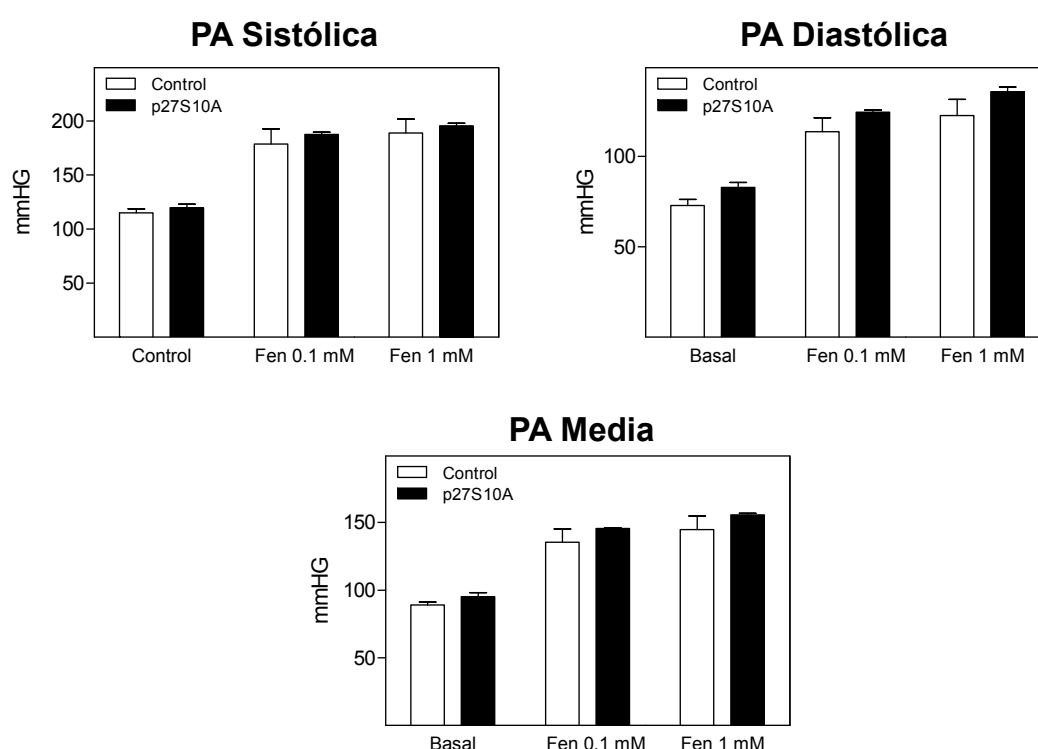 PA Sistólica
Control
p27S10A
200
150
100
50
mmHG
Control Fen 0.1 mM Fen 1 mM
PA Diastólica
Control
p27S10A
100
50
mmHG
Basal Fen 0.1 mM Fen 1 mM
PA Media
Control
p27S10A
150
100
50
mmHG
Basal Fen 0.1 mM Fen 1 mM